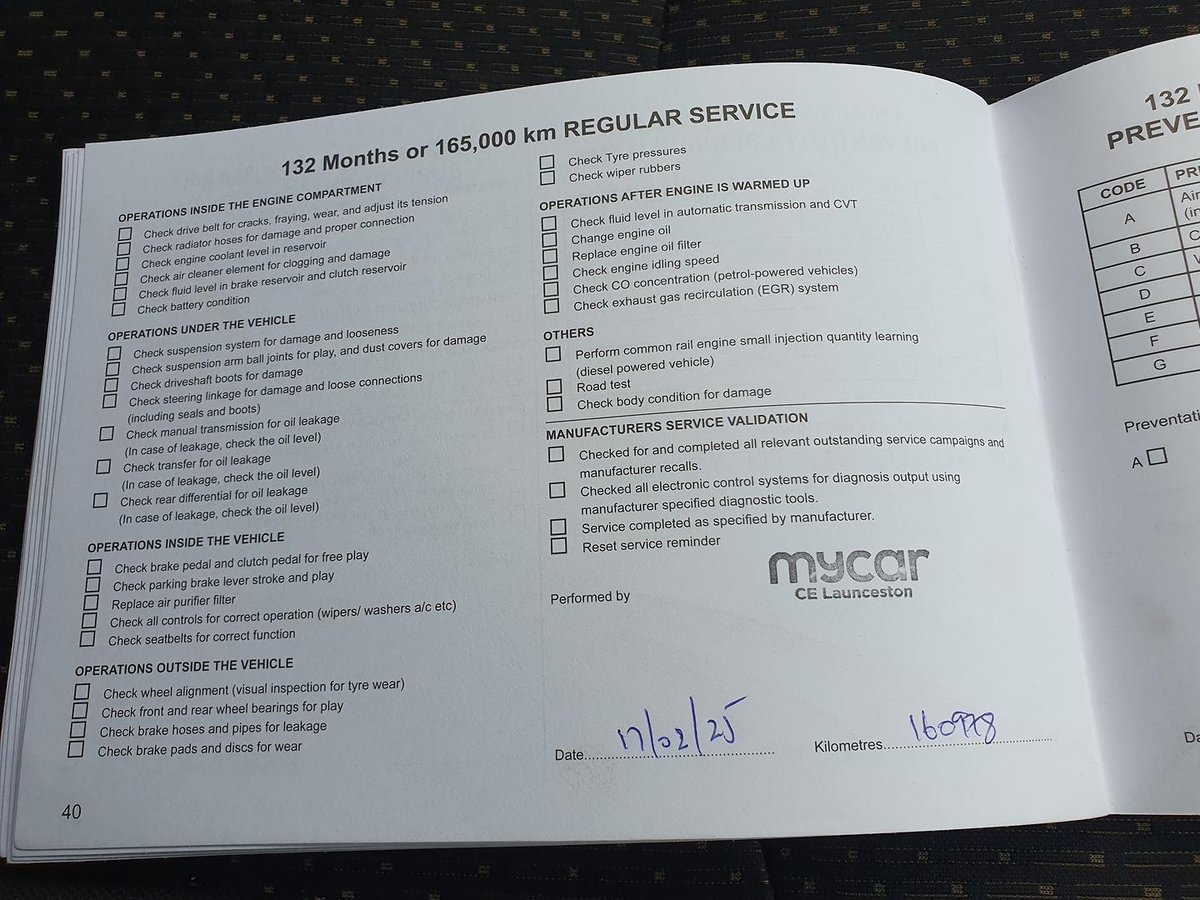 132 Months or 165,000 km REGULAR SERVICE
OPERATIONS INSIDE THE ENGINE COMPARTMENT
Check drive belt for cracks, fraying, wear, and adjust its tension
Check radiator hoses for damage and proper connection
Check engine coolant level in reservoir
Check air cleaner element for clogging and damage
Check fluid level in brake reservoir and clutch reservoir
Check battery condition
OPERATIONS UNDER THE VEHICLE
Check suspension system for damage and looseness
Check suspension arm ball joints for play, and dust covers for damage
Check driveshaft boots for damage
Check steering linkage for damage and loose connections
(including seals and boots)
Check manual transmission for oil leakage
(In case of leakage, check the oil level)
Check transfer for oil leakage
(In case of leakage, check the oil level)
Check rear differential for oil leakage
(In case of leakage, check the oil level)
OPERATIONS INSIDE THE VEHICLE
Check brake pedal and clutch pedal for free play
Check parking brake lever stroke and play
Replace air purifier filter
Check all controls for correct operation (wipers/ washers a/c etc)
Check seatbelts for correct function
OPERATIONS OUTSIDE THE VEHICLE
Check wheel alignment (visual inspection for tyre wear)
Check front and rear wheel bearings for play
Check brake hoses and pipes for leakage
Check brake pads and discs for wear
40
Check Tyre pressures
Check wiper rubbers
OPERATIONS AFTER ENGINE IS WARMED UP
Check fluid level in automatic transmission and CVT
Change engine oil
Replace engine oil filter
Check engine idling speed
Check CO concentration (petrol-powered vehicles)
Check exhaust gas recirculation (EGR) system
OTHERS
Perform common rail engine small injection quantity learning
(diesel powered vehicle)
Road test
Check body condition for damage
MANUFACTURERS SERVICE VALIDATION
Checked for and completed all relevant outstanding service campaigns and
manufacturer recalls.
Checked all electronic control systems for diagnosis output using
manufacturer specified diagnostic tools.
Service completed as specified by manufacturer.
Reset service reminder
mycar
CE Launceston
Performed by
Date 17/02/25 Kilometres 160978
132
CODE
A
B
C
D
E
F
G
A